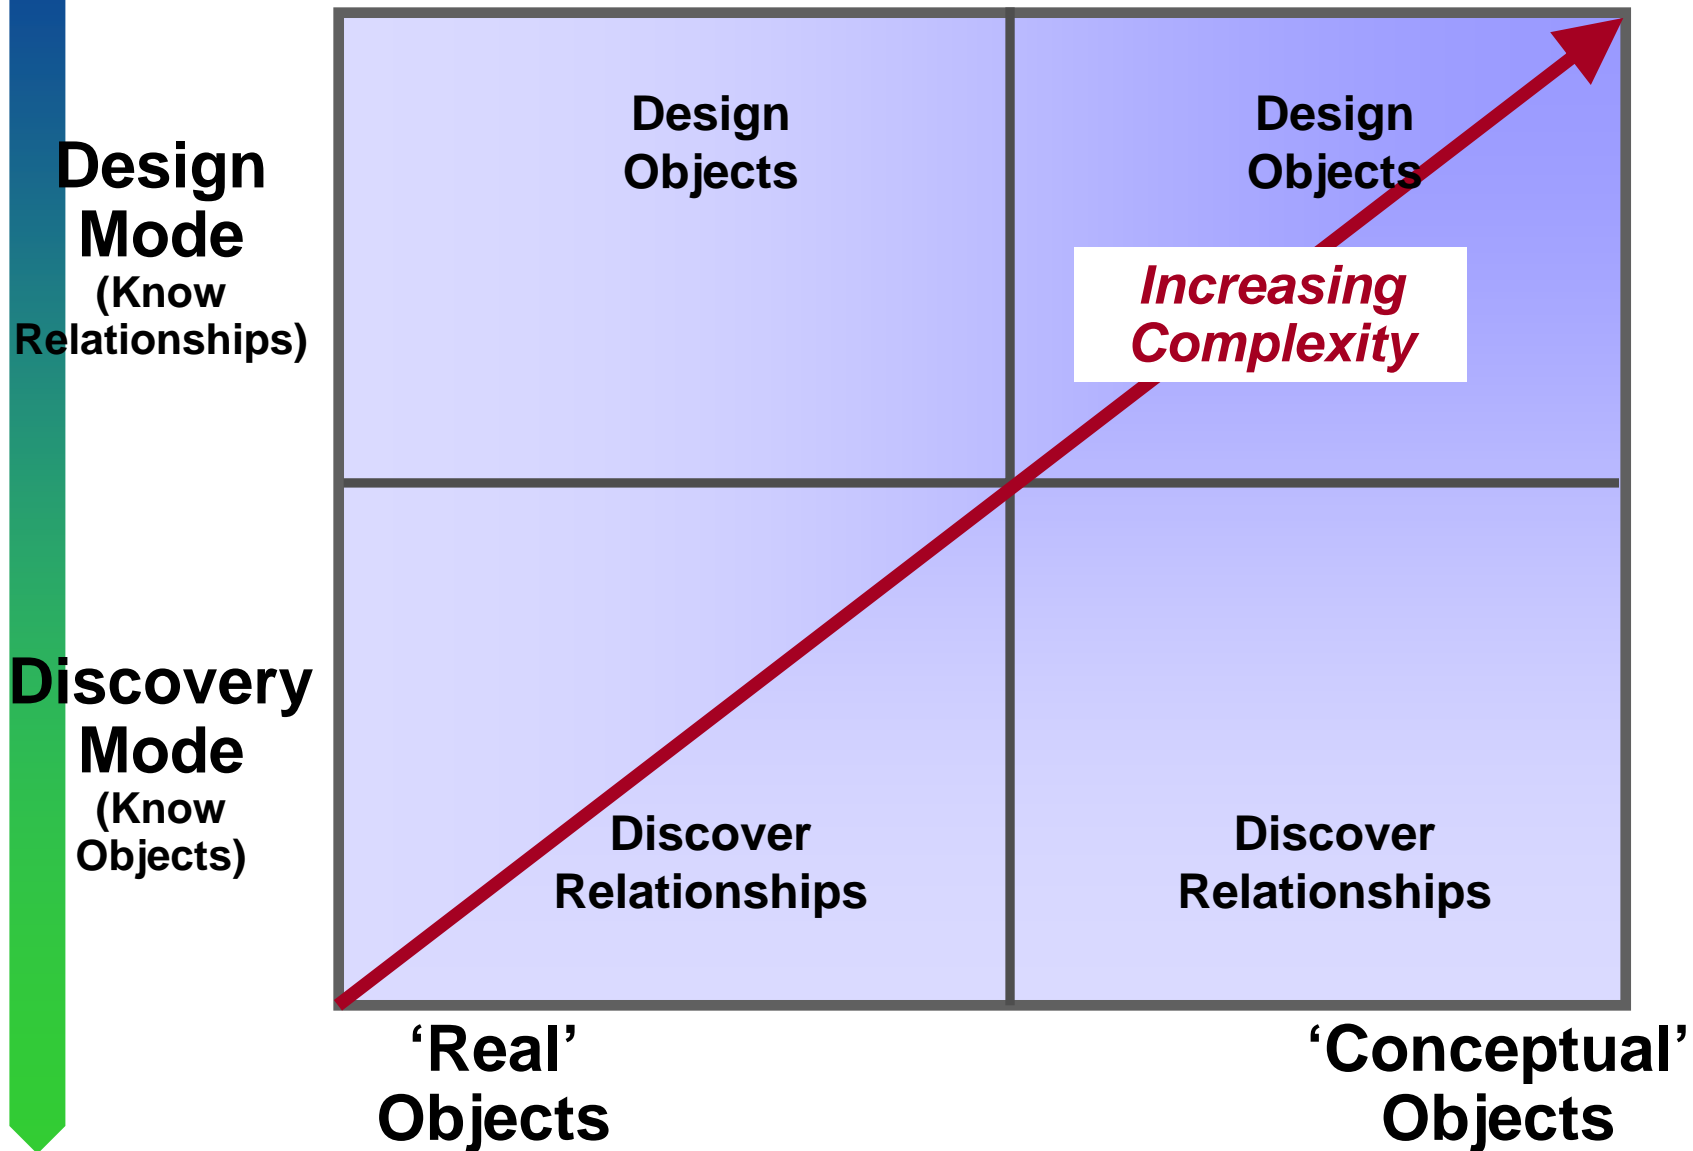 Design
Objects
Design
Objects
Design
Mode
(Know
Relationships)
Increasing
Complexity
Discovery
Mode
(Know
Objects)
Discover
Relationships
Discover
Relationships
‘Real’
Objects
‘Conceptual’
Objects